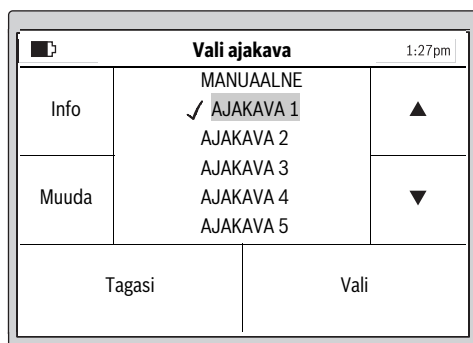 Vali ajakava
1:27pm
Info
Muuda
MANUAALNE
✓ AJAKAVA 1
AJAKAVA 2
AJAKAVA 3
AJAKAVA 4
AJAKAVA 5
▲
▼
Tagasi
Vali